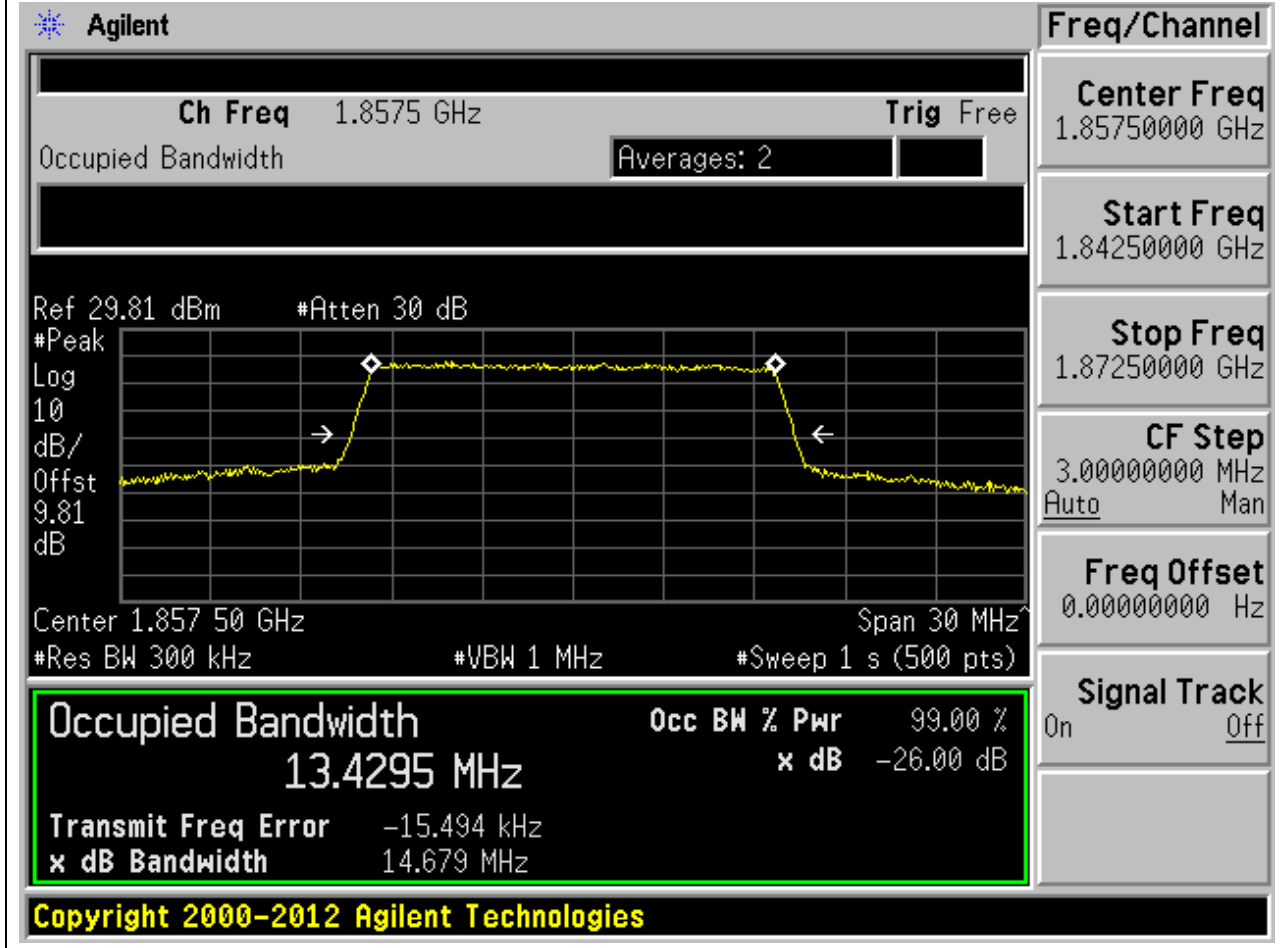 Agilent
Freq/Channel
Ch Freq 1.8575 GHz Trig Free
Occupied Bandwidth Averages: 2
Center Freq
1.85750000 GHz
Start Freq
1.84250000 GHz
Stop Freq
1.87250000 GHz
CF Step
3.00000000 MHz
Auto Man
Freq Offset
0.00000000 Hz
Signal Track
On Off
Ref 29.81 dBm #Atten 30 dB
#Peak
Log
10
dB/
Offst
9.81
dB
Center 1.857 50 GHz Span 30 MHz^
#Res BW 300 kHz #VBW 1 MHz #Sweep 1 s (500 pts)
Occupied Bandwidth Occ BW % Pwr 99.00 %
13.4295 MHz x dB -26.00 dB
Transmit Freq Error -15.494 kHz
x dB Bandwidth 14.679 MHz
Copyright 2000-2012 Agilent Technologies